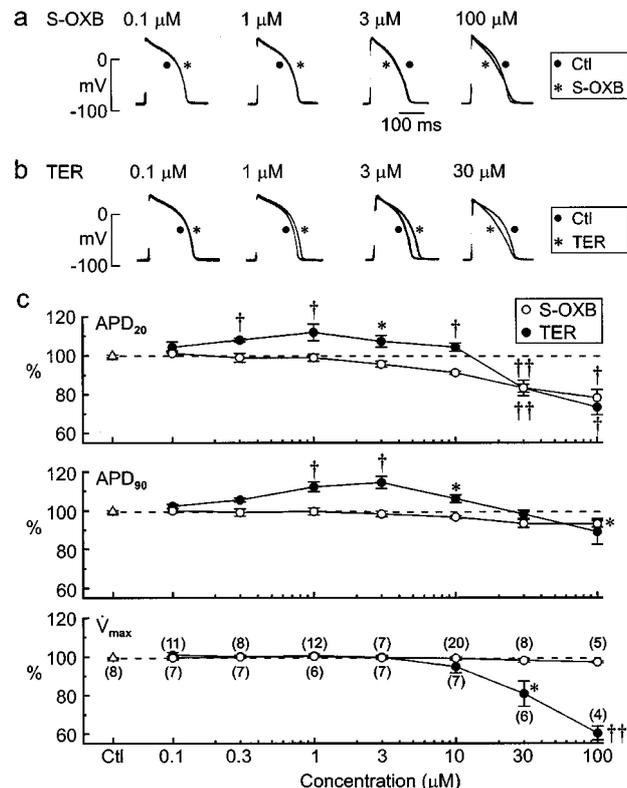 a S-OXB 0.1 µM 1 µM 3 µM 100 µM
0
mV
-100
● Ctl
* S-OXB
● *
● *
* ●
* ●
100 ms
b TER 0.1 µM 1 µM 3 µM 30 µM
0
mV
-100
● Ctl
* TER
● *
● *
● *
* ●
c
○ S-OXB
● TER
APD20
120
100
%
80
60
† † * † †† †
†† †
APD90
120
100
%
80
60
† † * *
V̇max
120
100
%
80
60
(11) (8) (12) (7) (20) (8) (5)
(8) (7) (7) (6) (7) (7) (6) (4)
* ††
Ctl 0.1 0.3 1 3 10 30 100
Concentration (µM)